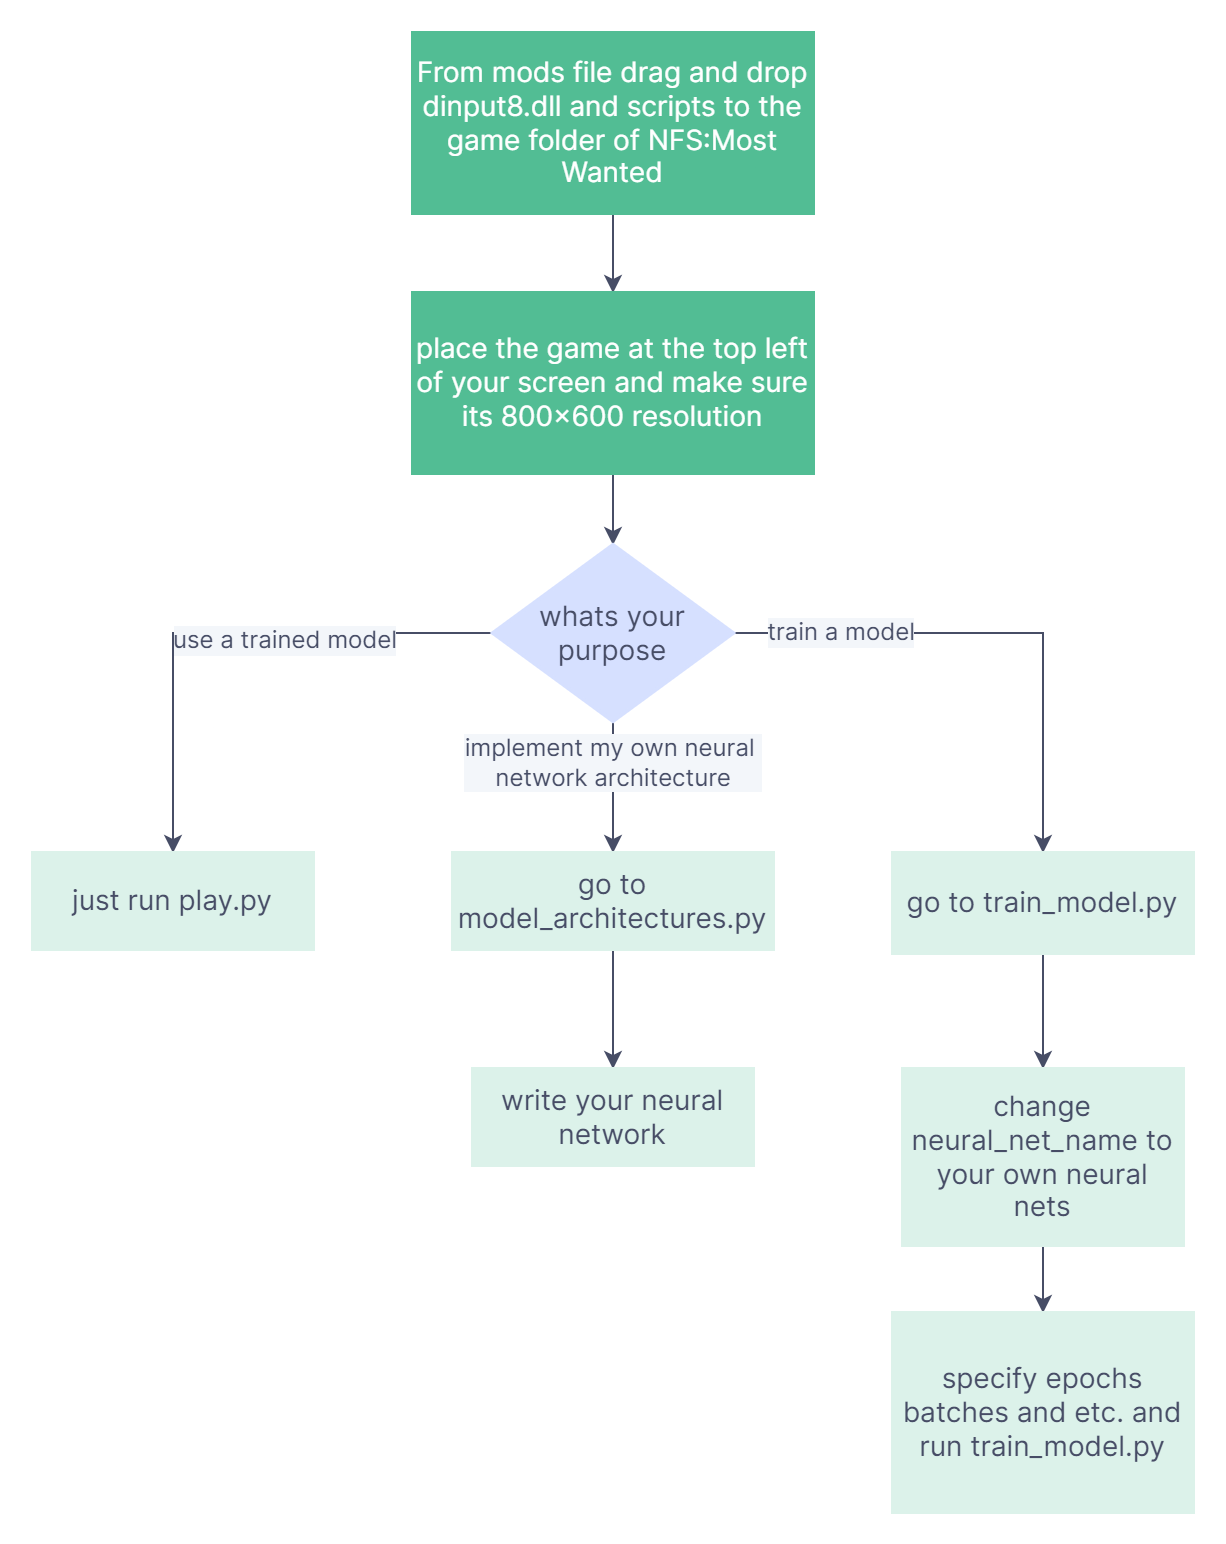 From mods file drag and drop
dinput8.dll and scripts to the
game folder of NFS:Most
Wanted
place the game at the top left
of your screen and make sure
its 800×600 resolution
whats your
purpose
use a trained model
train a model
implement my own neural
network architecture
just run play.py
go to
model_architectures.py
go to train_model.py
write your neural
network
change
neural_net_name to
your own neural
nets
specify epochs
batches and etc. and
run train_model.py